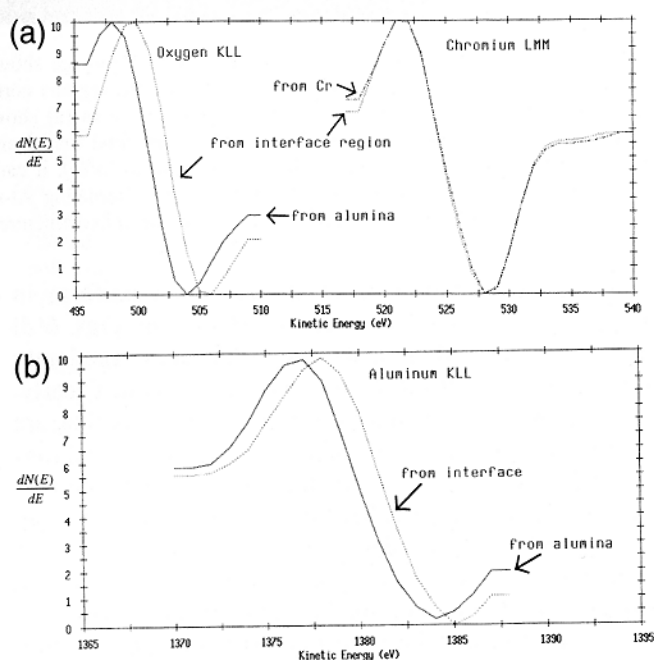 (a)
10
9
8
7
6
dN(E)
dE
5
4
3
2
1
0
Oxygen KLL
Chromium LMM
from Cr
from interface region
from alumina
495 500 505 510 515 520 525 530 535 540
Kinetic Energy (eV)
(b)
10
9
8
7
6
dN(E)
dE
5
4
3
2
1
0
Aluminum KLL
from interface
from alumina
1365 1370 1375 1380 1385 1390 1395
Kinetic Energy (eV)